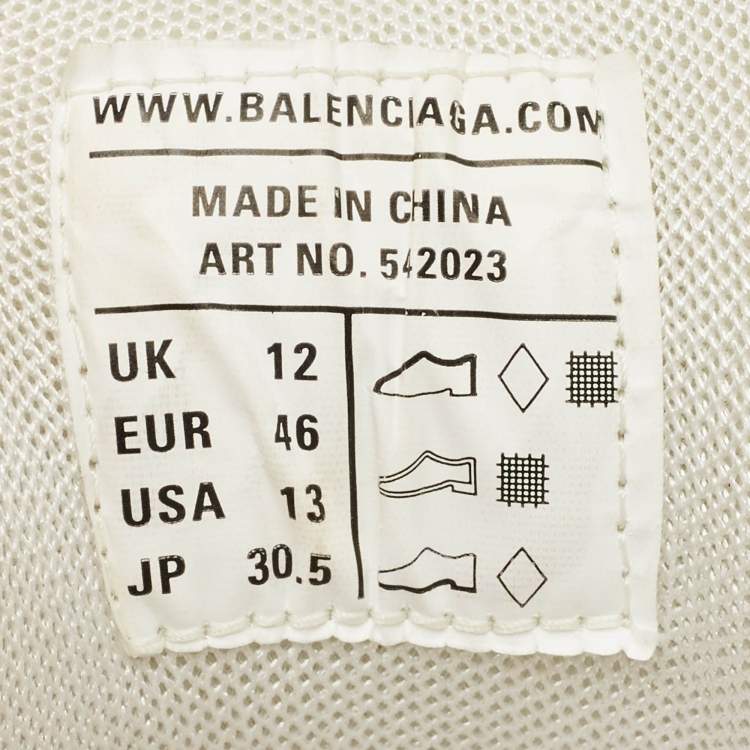 WWW.BALENCIAGA.COM
MADE IN CHINA
ART NO. 542023
UK 12
EUR 46
USA 13
JP 30.5